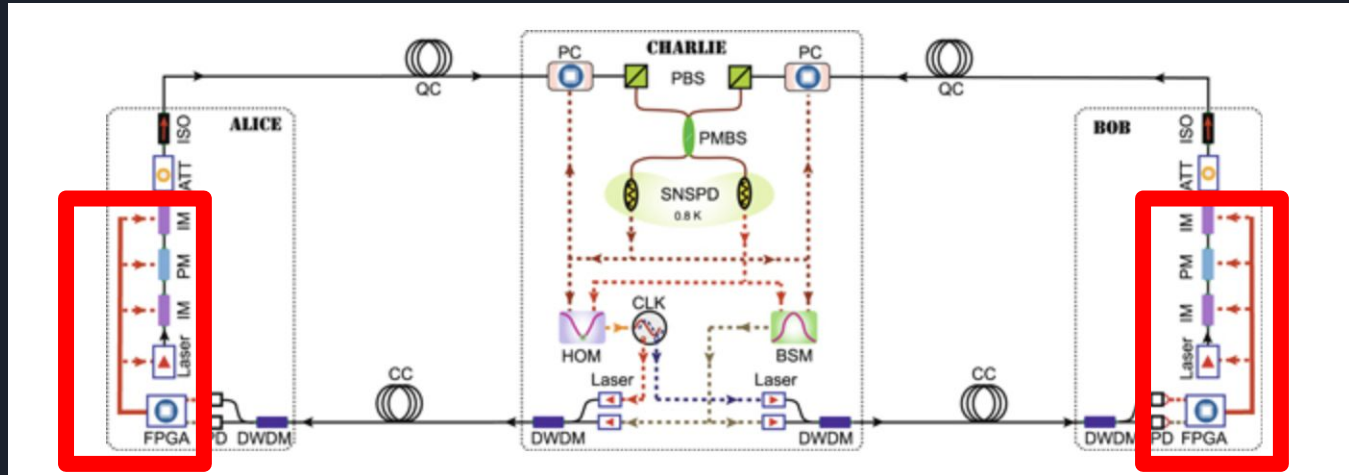 CHARLIE
PC
PBS
PC
QC
QC
ALICE
ISO
ATT
IM
PM
IM
Laser
FPGA
PD
DWDM
CC
PMBS
SNSPD
0.8 K
CLK
HOM
BSM
Laser
Laser
DWDM
DWDM
CC
BOB
ISO
ATT
IM
PM
IM
Laser
DWDM
PD
FPGA